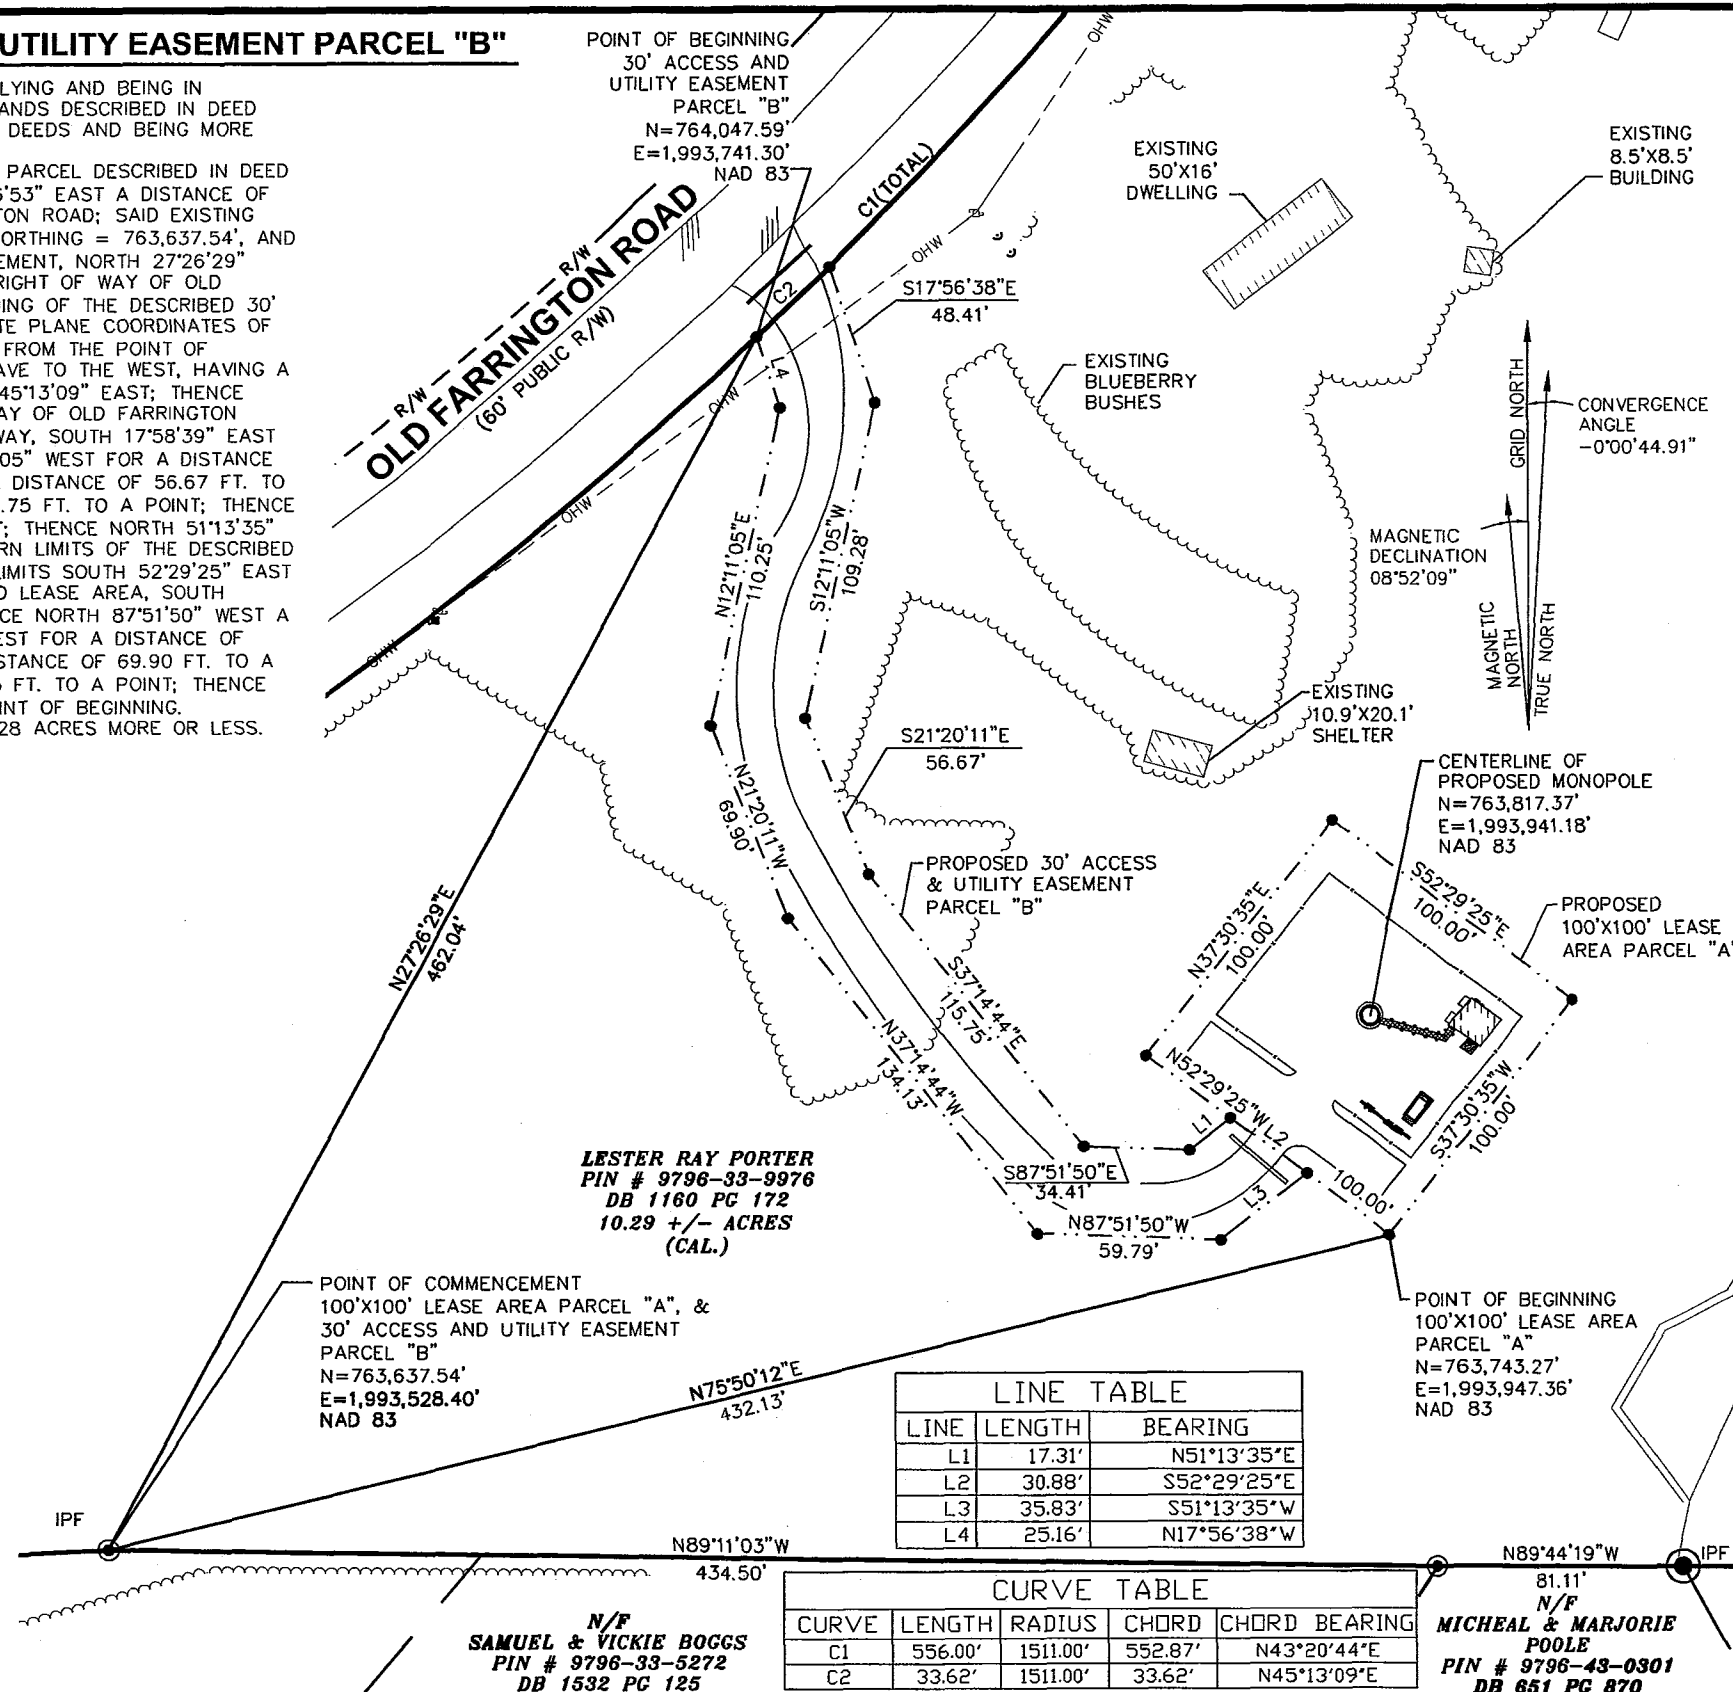 UTILITY EASEMENT PARCEL "B"
LYING AND BEING IN
ANDS DESCRIBED IN DEED
DEEDS AND BEING MORE
PARCEL DESCRIBED IN DEED
'53" EAST A DISTANCE OF
TON ROAD; SAID EXISTING
ORTHING = 763,637.54', AND
EMENT, NORTH 27°26'29"
RIGHT OF WAY OF OLD
ING OF THE DESCRIBED 30'
TE PLANE COORDINATES OF
FROM THE POINT OF
AVE TO THE WEST, HAVING A
45°13'09" EAST; THENCE
AY OF OLD FARRINGTON
WAY, SOUTH 17°58'39" EAST
05" WEST FOR A DISTANCE
DISTANCE OF 56.67 FT. TO
.75 FT. TO A POINT; THENCE
; THENCE NORTH 51°13'35"
RN LIMITS OF THE DESCRIBED
IMITS SOUTH 52°29'25" EAST
D LEASE AREA, SOUTH
CE NORTH 87°51'50" WEST A
EST FOR A DISTANCE OF
STANCE OF 69.90 FT. TO A
FT. TO A POINT; THENCE
INT OF BEGINNING.
28 ACRES MORE OR LESS.
POINT OF BEGINNING
30' ACCESS AND
UTILITY EASEMENT
PARCEL "B"
N=764,047.59'
E=1,993,741.30'
NAD 83
R/W
R/W
OLD FARRINGTON ROAD
(60' PUBLIC R/W)
C1(TOTAL)
C2
OHW
OHW
OHW
OHW
OHW
L4
S17°56'38"E
48.41'
EXISTING
50'X16'
DWELLING
EXISTING
8.5'X8.5'
BUILDING
EXISTING
BLUEBERRY
BUSHES
GRID NORTH
CONVERGENCE
ANGLE
-0°00'44.91"
MAGNETIC
DECLINATION
08°52'09"
MAGNETIC
NORTH
TRUE NORTH
N12°11'05"E
110.25'
S12°11'05"W
109.28'
S21°20'11"E
56.67'
N21°20'11"W
69.90'
EXISTING
10.9'X20.1'
SHELTER
CENTERLINE OF
PROPOSED MONOPOLE
N=763,817.37'
E=1,993,941.18'
NAD 83
PROPOSED 30' ACCESS
& UTILITY EASEMENT
PARCEL "B"
PROPOSED
100'X100' LEASE
AREA PARCEL "A"
N37°30'35"E
100.00'
S52°29'25"E
100.00'
S37°30'35"W
100.00'
N52°29'25"W
100.00'
L1
L2
L3
N27°26'29"E
462.04'
S37°14'44"E
115.75'
N37°14'44"W
134.13'
S87°51'50"E
34.41'
N87°51'50"W
59.79'
LESTER RAY PORTER
PIN # 9796-33-9976
DB 1160 PG 172
10.29 +/- ACRES
(CAL.)
POINT OF COMMENCEMENT
100'X100' LEASE AREA PARCEL "A", &
30' ACCESS AND UTILITY EASEMENT
PARCEL "B"
N=763,637.54'
E=1,993,528.40'
NAD 83
N75°50'12"E
432.13'
POINT OF BEGINNING
100'X100' LEASE AREA
PARCEL "A"
N=763,743.27'
E=1,993,947.36'
NAD 83
LINE TABLE
LINE LENGTH BEARING
L1 17.31' N51°13'35"E
L2 30.88' S52°29'25"E
L3 35.83' S51°13'35"W
L4 25.16' N17°56'38"W
IPF
N89°11'03"W
434.50'
N89°44'19"W
81.11'
IPF
CURVE TABLE
CURVE LENGTH RADIUS CHORD CHORD BEARING
C1 556.00' 1511.00' 552.87' N43°20'44"E
C2 33.62' 1511.00' 33.62' N45°13'09"E
N/F
SAMUEL & VICKIE BOGGS
PIN # 9796-33-5272
DB 1532 PG 125
N/F
MICHEAL & MARJORIE
POOLE
PIN # 9796-43-0301
DB 651 PG 870